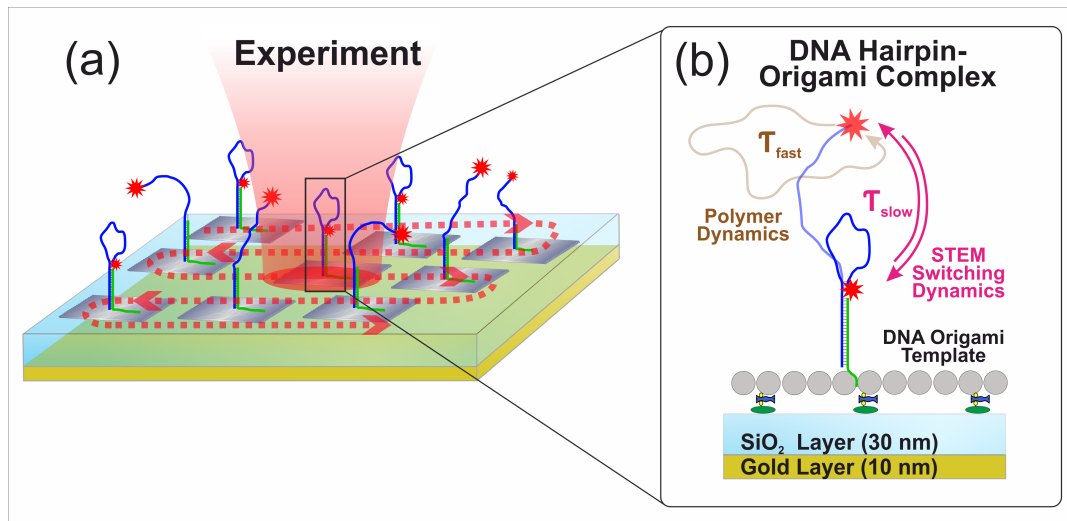 (a)
Experiment
(b)
DNA Hairpin-
Origami Complex
τfast
Polymer
Dynamics
τslow
STEM
Switching
Dynamics
DNA Origami
Template
SiO₂ Layer (30 nm)
Gold Layer (10 nm)